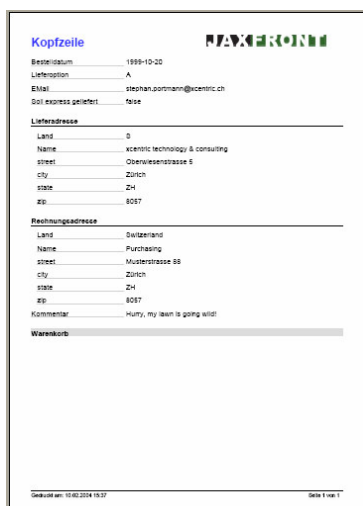 Kopfzeile JAXFRONT
Bestelldatum 1999-10-20
Lieferoption A
EMail stephan.portmann@xcentric.ch
Soll express geliefert false
Lieferadresse
Land 0
Name xcentric technology & consulting
street Oberwiesenstrasse 5
city Zürich
state ZH
zip 8057
Rechnungsadresse
Land Switzerland
Name Purchasing
street Musterstrasse 88
city Zürich
state ZH
zip 8057
Kommentar Hurry, my lawn is going wild!
Warenkorb
Gedruckt am: 10.02.2004 15:37 Seite 1 von 1